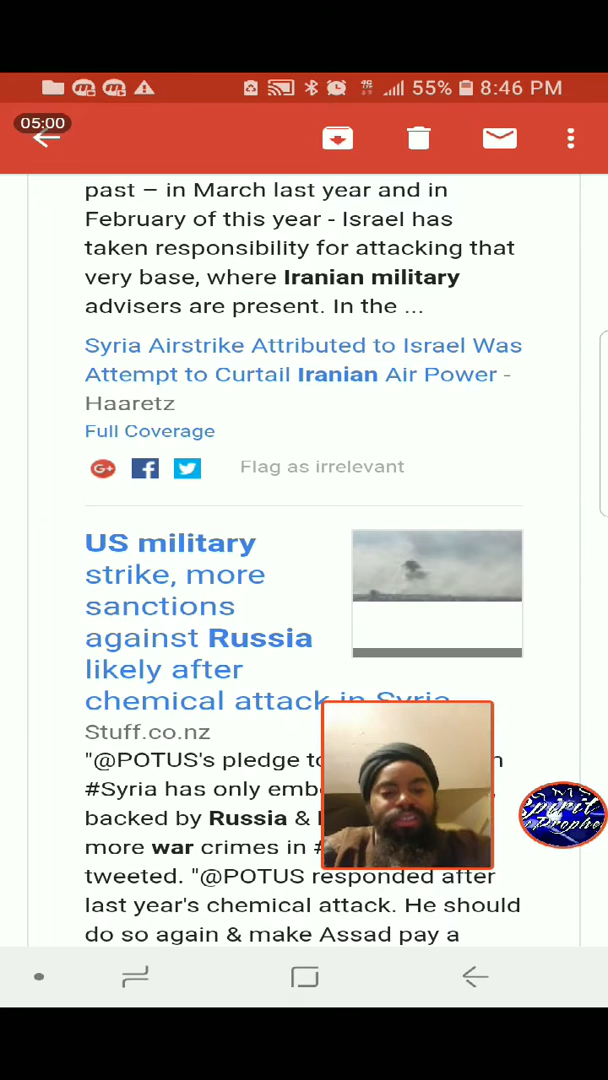 55% 8:46 PM
05:00
past – in March last year and in
February of this year - Israel has
taken responsibility for attacking that
very base, where Iranian military
advisers are present. In the ...
Syria Airstrike Attributed to Israel Was
Attempt to Curtail Iranian Air Power -
Haaretz
Full Coverage
G+ f Flag as irrelevant
US military
strike, more
sanctions
against Russia
likely after
chemical attack in Syria
Stuff.co.nz
"@POTUS's pledge to
#Syria has only
backed by Russia &
more war crimes in
tweeted. "@POTUS responded after
last year's chemical attack. He should
do so again & make Assad pay a
Spirit